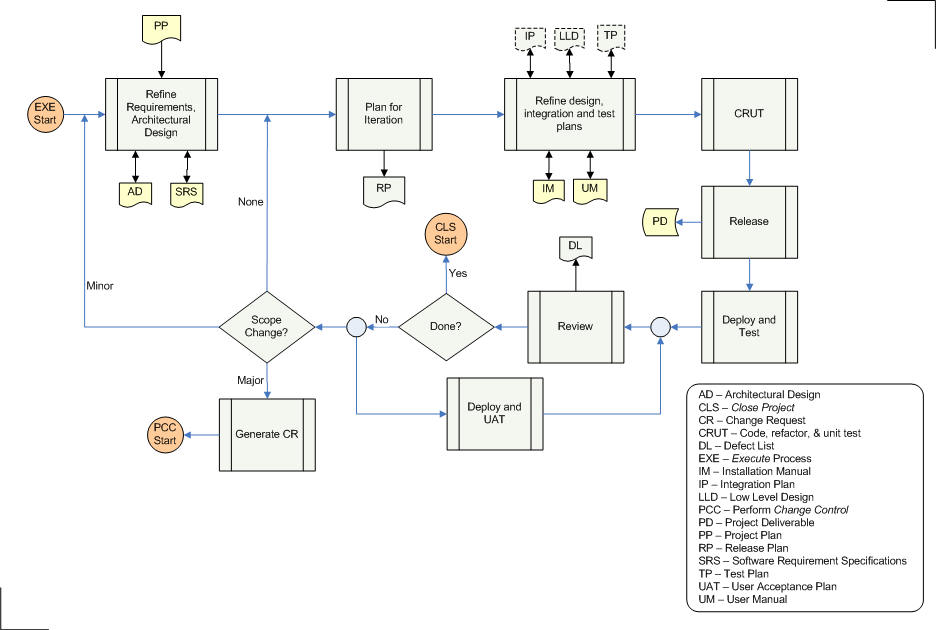 PP
IP
LLD
TP
EXE
Start
Refine
Requirements,
Architectural
Design
Plan for
Iteration
Refine design,
integration and test
plans
CRUT
AD
SRS
RP
IM
UM
None
CLS
Start
DL
PD
Release
Minor
Yes
Scope
Change?
No
Done?
Review
Deploy and
Test
Major
Deploy and
UAT
PCC
Start
Generate CR
AD – Architectural Design
CLS – Close Project
CR – Change Request
CRUT – Code, refactor, & unit test
DL – Defect List
EXE – Execute Process
IM – Installation Manual
IP – Integration Plan
LLD – Low Level Design
PCC – Perform Change Control
PD – Project Deliverable
PP – Project Plan
RP – Release Plan
SRS – Software Requirement Specifications
TP – Test Plan
UAT – User Acceptance Plan
UM – User Manual